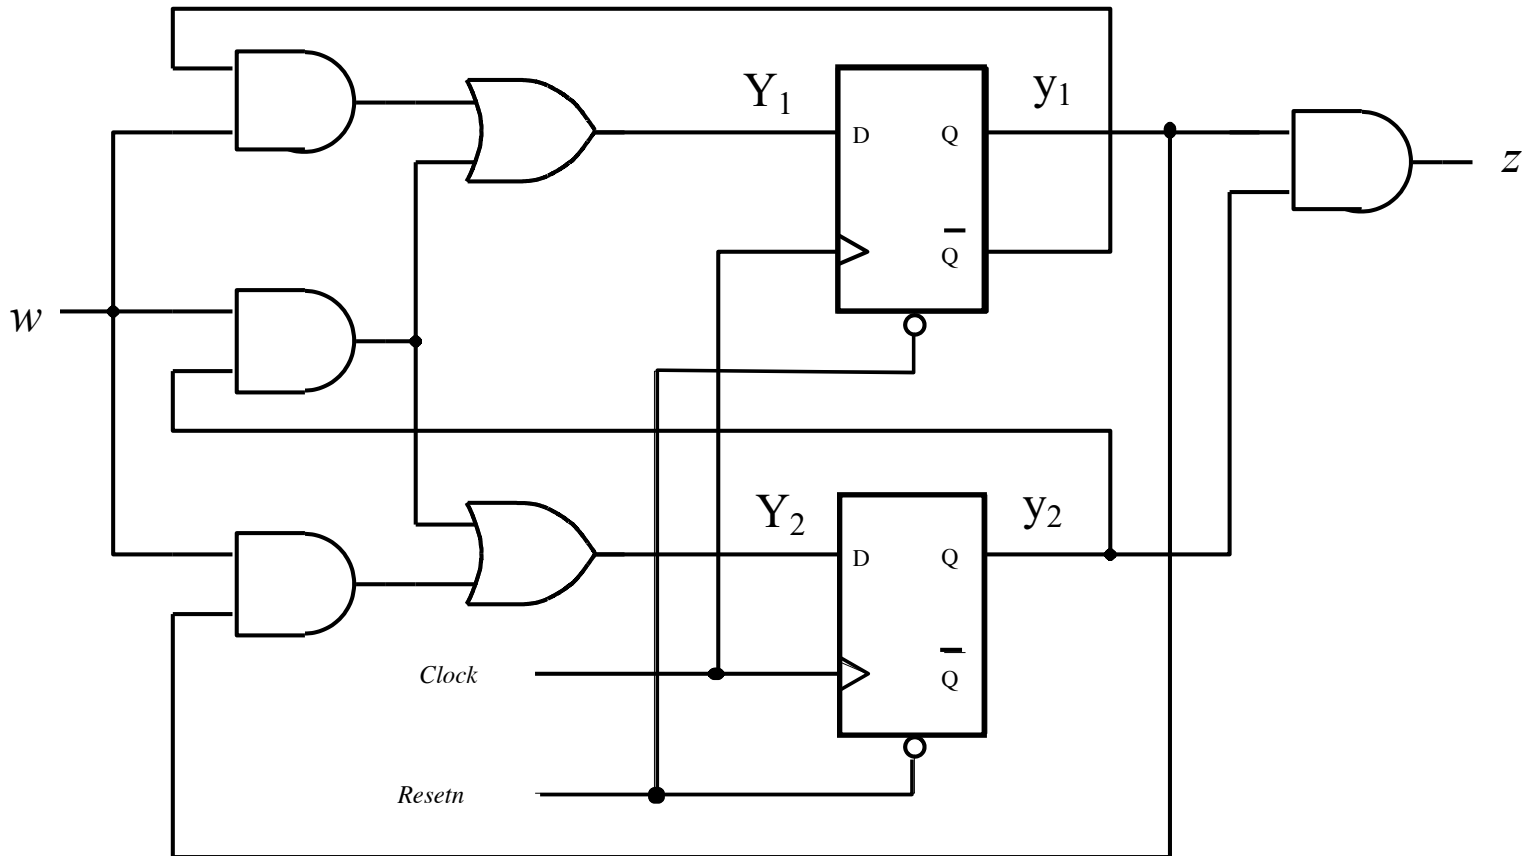 Y₁
y₁
D
Q
z
Q̅
w
Y₂
y₂
D
Q
Clock
Q̅
Resetn